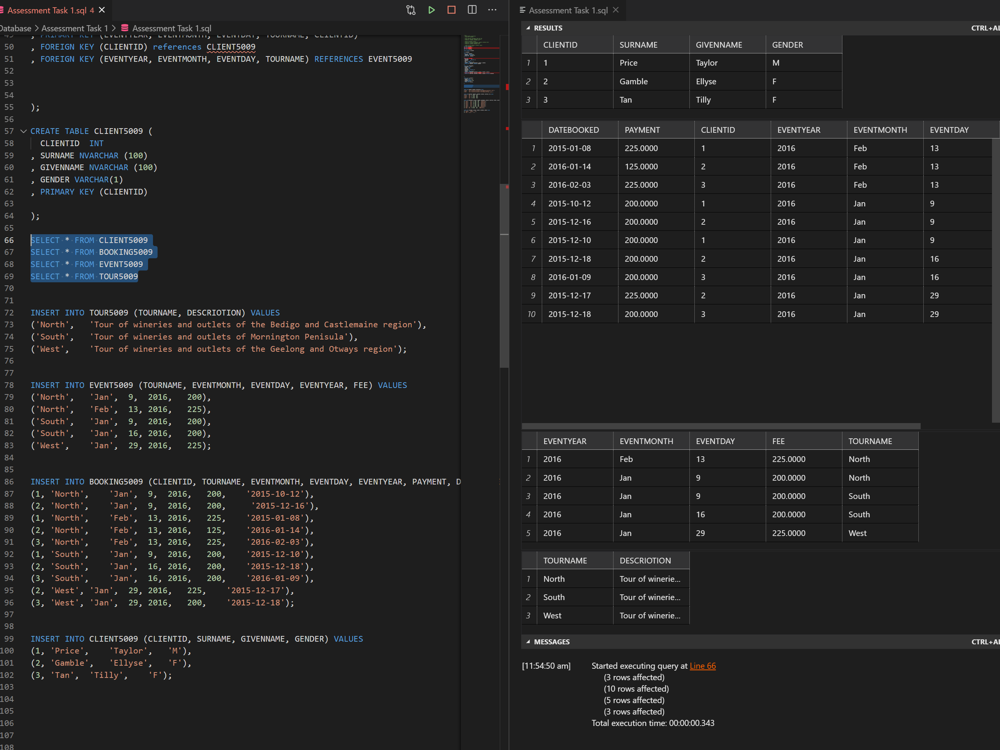 Assessment Task 1.sql 4
Database > Assessment Task 1 > Assessment Task 1.sql
49 , PRIMARY KEY (EVENTYEAR, EVENTMONTH, EVENTDAY, TOURNAME, CLIENTID)
50 , FOREIGN KEY (CLIENTID) references CLIENT5009
51 , FOREIGN KEY (EVENTYEAR, EVENTMONTH, EVENTDAY, TOURNAME) REFERENCES EVENT5009
52
53
54
55 );
56
57 CREATE TABLE CLIENT5009 (
58 CLIENTID INT
59 , SURNAME NVARCHAR (100)
60 , GIVENNAME NVARCHAR (100)
61 , GENDER VARCHAR(1)
62 , PRIMARY KEY (CLIENTID)
63
64 );
65
66 SELECT * FROM CLIENT5009
67 SELECT * FROM BOOKING5009
68 SELECT * FROM EVENT5009
69 SELECT * FROM TOUR5009
70
71
72 INSERT INTO TOUR5009 (TOURNAME, DESCRIOTION) VALUES
73 ('North', 'Tour of wineries and outlets of the Bedigo and Castlemaine region'),
74 ('South', 'Tour of wineries and outlets of Mornington Penisula'),
75 ('West', 'Tour of wineries and outlets of the Geelong and Otways region');
76
77
78 INSERT INTO EVENT5009 (TOURNAME, EVENTMONTH, EVENTDAY, EVENTYEAR, FEE) VALUES
79 ('North', 'Jan', 9, 2016, 200),
80 ('North', 'Feb', 13, 2016, 225),
81 ('South', 'Jan', 9, 2016, 200),
82 ('South', 'Jan', 16, 2016, 200),
83 ('West', 'Jan', 29, 2016, 225);
84
85
86 INSERT INTO BOOKING5009 (CLIENTID, TOURNAME, EVENTMONTH, EVENTDAY, EVENTYEAR, PAYMENT, D
87 (1, 'North', 'Jan', 9, 2016, 200, '2015-10-12'),
88 (2, 'North', 'Jan', 9, 2016, 200, '2015-12-16'),
89 (1, 'North', 'Feb', 13, 2016, 225, '2015-01-08'),
90 (2, 'North', 'Feb', 13, 2016, 125, '2016-01-14'),
91 (3, 'North', 'Feb', 13, 2016, 225, '2016-02-03'),
92 (1, 'South', 'Jan', 9, 2016, 200, '2015-12-10'),
93 (2, 'South', 'Jan', 16, 2016, 200, '2015-12-18'),
94 (3, 'South', 'Jan', 16, 2016, 200, '2016-01-09'),
95 (2, 'West', 'Jan', 29, 2016, 225, '2015-12-17'),
96 (3, 'West', 'Jan', 29, 2016, 200, '2015-12-18');
97
98
99 INSERT INTO CLIENT5009 (CLIENTID, SURNAME, GIVENNAME, GENDER) VALUES
100 (1, 'Price', 'Taylor', 'M'),
101 (2, 'Gamble', 'Ellyse', 'F'),
102 (3, 'Tan', 'Tilly', 'F');
103
104
105
106
107
108
Assessment Task 1.sql
RESULTS CTRL+AL
CLIENTID SURNAME GIVENNAME GENDER
1 1 Price Taylor M
2 2 Gamble Ellyse F
3 3 Tan Tilly F
DATEBOOKED PAYMENT CLIENTID EVENTYEAR EVENTMONTH EVENTDAY
1 2015-01-08 225.0000 1 2016 Feb 13
2 2016-01-14 125.0000 2 2016 Feb 13
3 2016-02-03 225.0000 3 2016 Feb 13
4 2015-10-12 200.0000 1 2016 Jan 9
5 2015-12-16 200.0000 2 2016 Jan 9
6 2015-12-10 200.0000 1 2016 Jan 9
7 2015-12-18 200.0000 2 2016 Jan 16
8 2016-01-09 200.0000 3 2016 Jan 16
9 2015-12-17 225.0000 2 2016 Jan 29
10 2015-12-18 200.0000 3 2016 Jan 29
EVENTYEAR EVENTMONTH EVENTDAY FEE TOURNAME
1 2016 Feb 13 225.0000 North
2 2016 Jan 9 200.0000 North
3 2016 Jan 9 200.0000 South
4 2016 Jan 16 200.0000 South
5 2016 Jan 29 225.0000 West
TOURNAME DESCRIOTION
1 North Tour of winerie...
2 South Tour of winerie...
3 West Tour of winerie...
MESSAGES CTRL+AL
[11:54:50 am] Started executing query at Line 66
(3 rows affected)
(10 rows affected)
(5 rows affected)
(3 rows affected)
Total execution time: 00:00:00.343